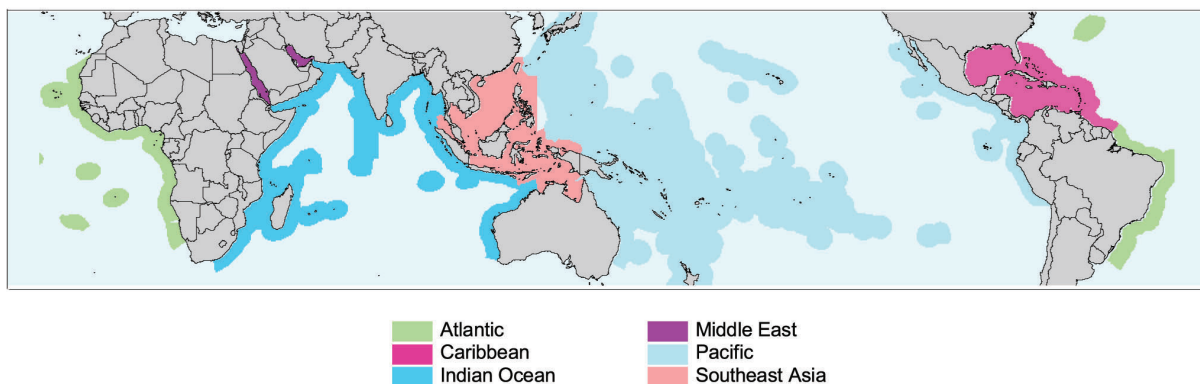 Atlantic
Caribbean
Indian Ocean
Middle East
Pacific
Southeast Asia